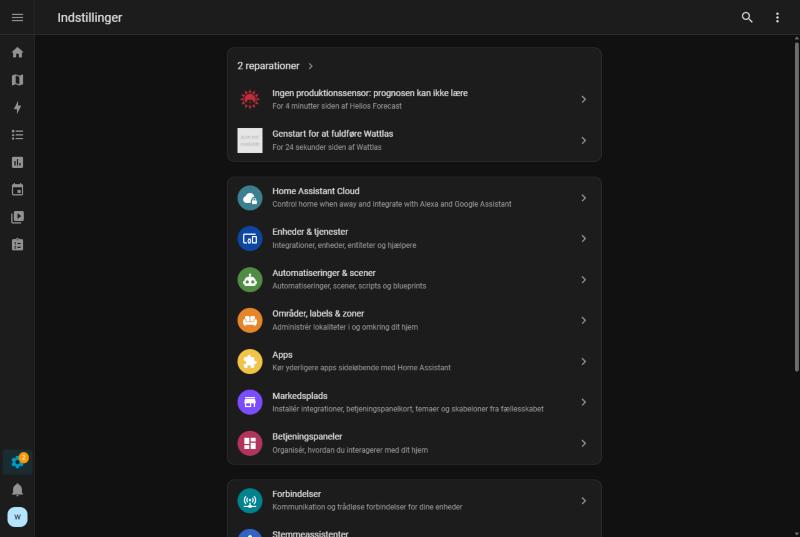 Indstillinger
2 reparationer
Ingen produktionssensor: prognosen kan ikke lære
For 4 minutter siden af Helios Forecast
Genstart for at fuldføre Wattlas
For 24 sekunder siden af Wattlas
Home Assistant Cloud
Control home when away and integrate with Alexa and Google Assistant
Enheder & tjenester
Integrationer, enheder, entiteter og hjælpere
Automatiseringer & scener
Automatiseringer, scener, scripts og blueprints
Områder, labels & zoner
Administrér lokaliteter i og omkring dit hjem
Apps
Kør yderligere apps sideløbende med Home Assistant
Markedsplads
Installér integrationer, betjeningspanelkort, temaer og skabeloner fra fællesskabet
Betjeningspaneler
Organisér, hvordan du interagerer med dit hjem
2
W
Forbindelser
Kommunikation og trådløse forbindelser for dine enheder
Stemmeassistenter